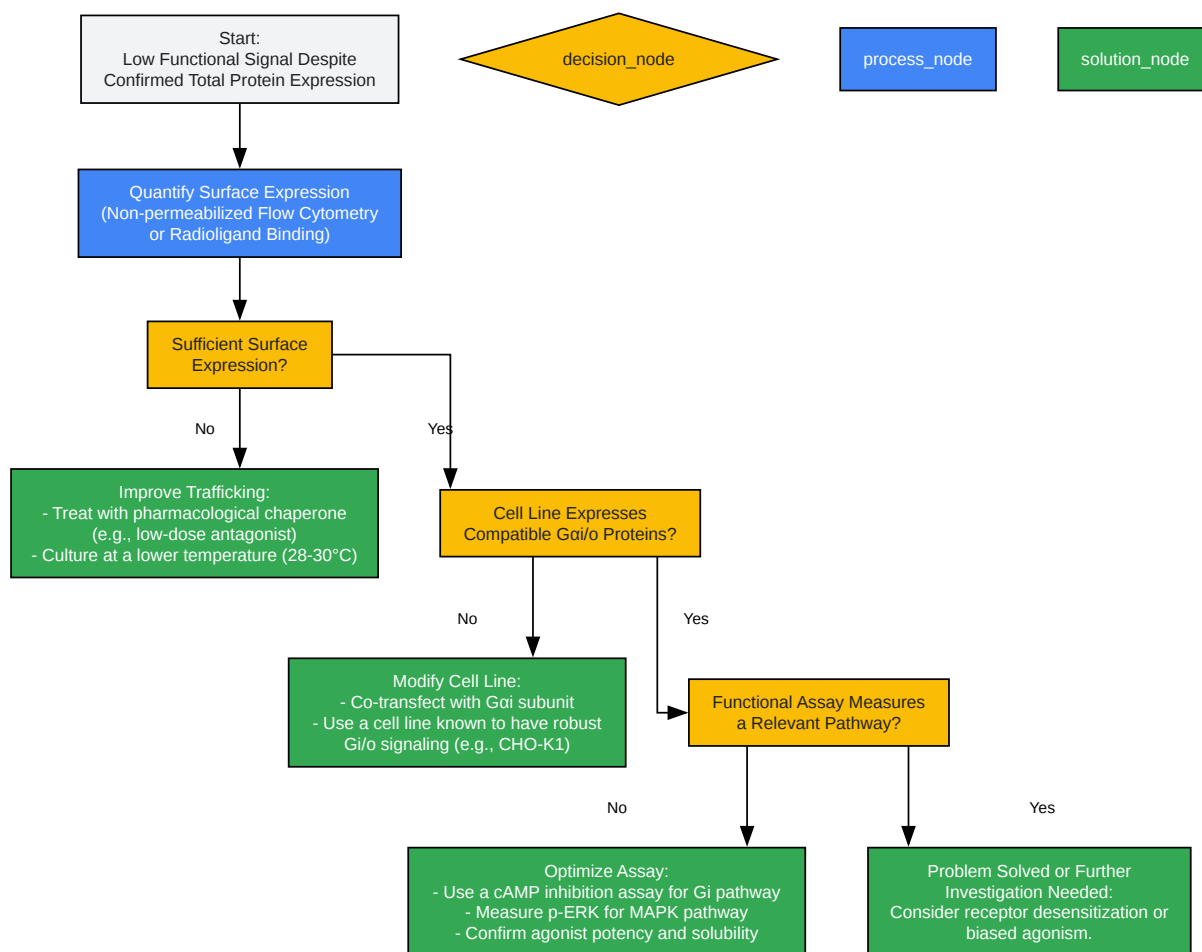 Start:
Low Functional Signal Despite
Confirmed Total Protein Expression
decision_node
process_node
solution_node
Quantify Surface Expression
(Non-permeabilized Flow Cytometry
or Radioligand Binding)
Sufficient Surface
Expression?
No
Yes
Improve Trafficking:
- Treat with pharmacological chaperone
(e.g., low-dose antagonist)
- Culture at a lower temperature (28-30°C)
Cell Line Expresses
Compatible Gαi/o Proteins?
No
Yes
Modify Cell Line:
- Co-transfect with Gαi subunit
- Use a cell line known to have robust
Gi/o signaling (e.g., CHO-K1)
Functional Assay Measures
a Relevant Pathway?
No
Yes
Optimize Assay:
- Use a cAMP inhibition assay for Gi pathway
- Measure p-ERK for MAPK pathway
- Confirm agonist potency and solubility
Problem Solved or Further
Investigation Needed:
Consider receptor desensitization or
biased agonism.